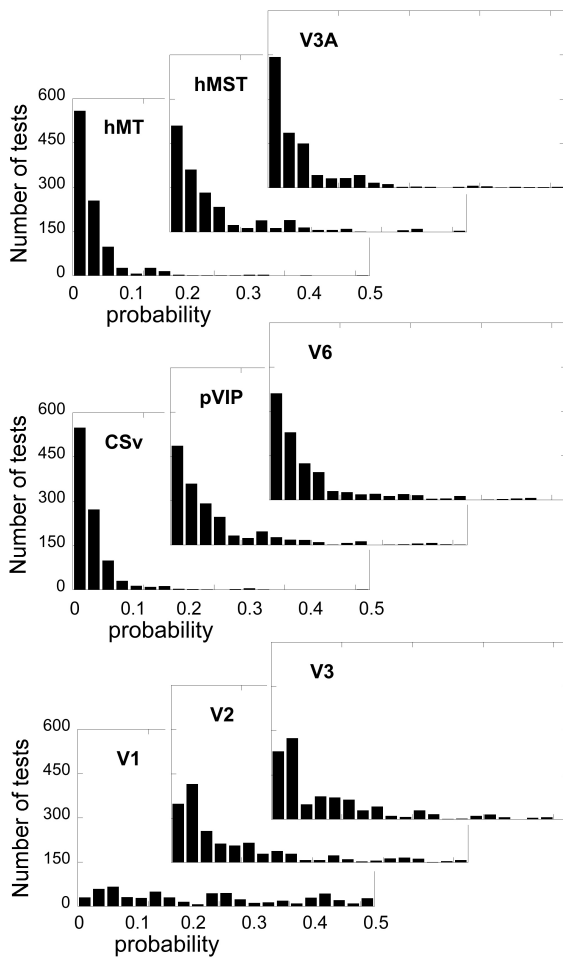 V3A
hMST
hMT
Number of tests
600
450
300
150
0
0 0.1 0.2 0.3 0.4 0.5
probability
V6
pVIP
CSv
Number of tests
600
450
300
150
0
0 0.1 0.2 0.3 0.4 0.5
probability
V3
V2
V1
Number of tests
600
450
300
150
0
0 0.1 0.2 0.3 0.4 0.5
probability